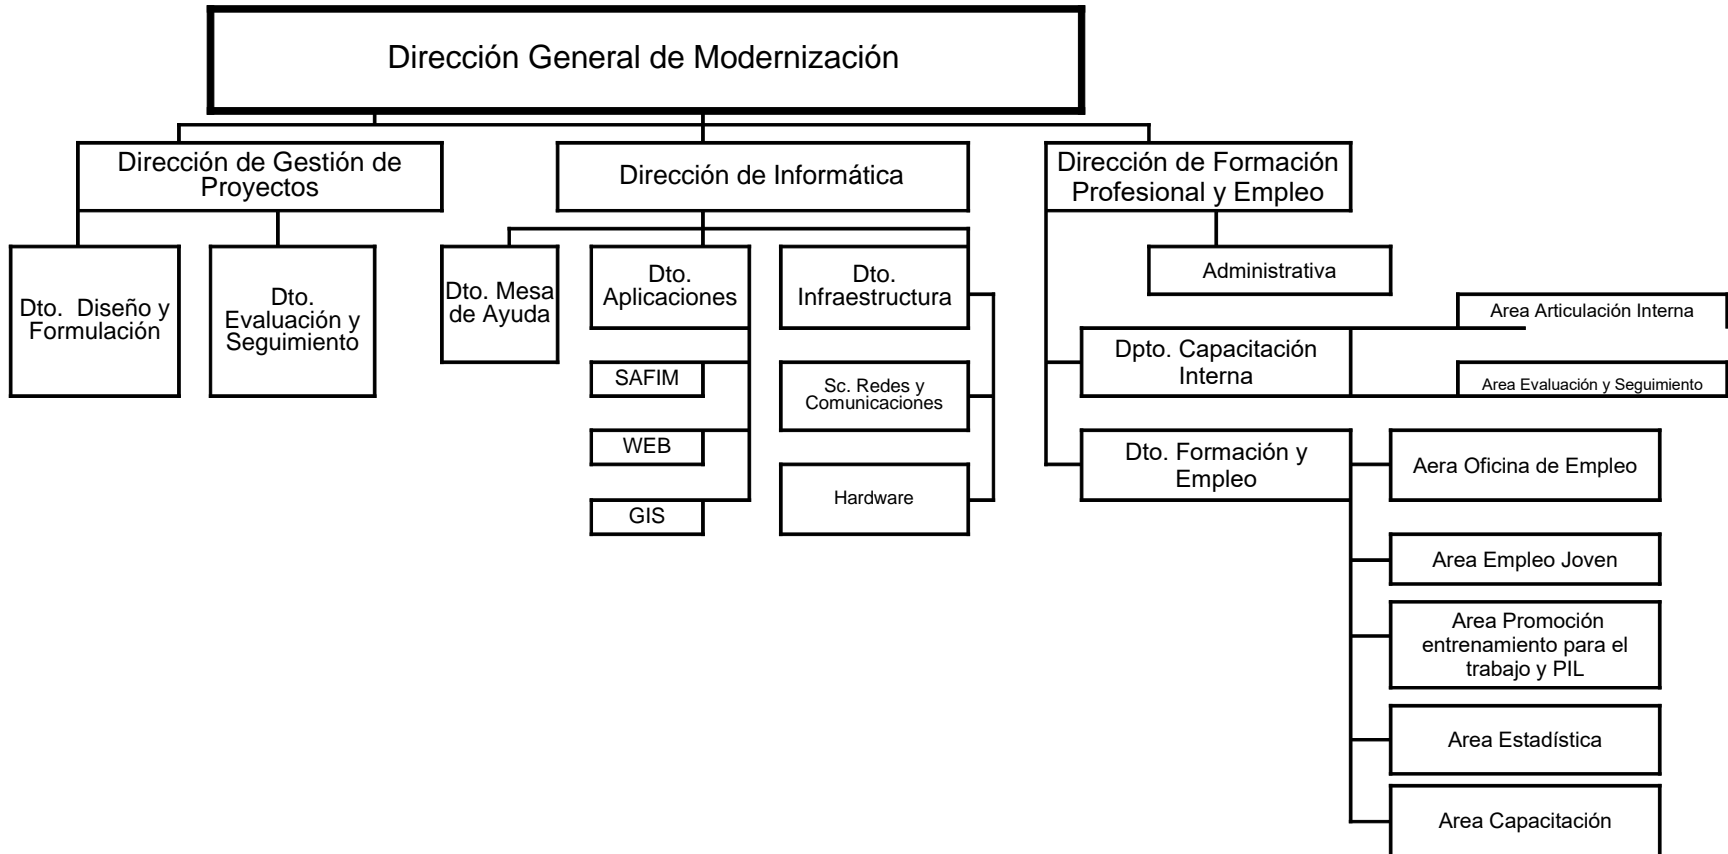 Dirección General de Modernización
Dirección de Gestión de
Proyectos
Dirección de Informática
Dirección de Formación
Profesional y Empleo
Dto.  Diseño y
Formulación
Dto.
Evaluación y
Seguimiento
Dto. Mesa
de Ayuda
Dto.
Aplicaciones
Dto.
Infraestructura
Administrativa
SAFIM
WEB
GIS
Sc. Redes y
Comunicaciones
Hardware
Dpto. Capacitación
Interna
Area Articulación Interna
Area Evaluación y Seguimiento
Dto. Formación y
Empleo
Aera Oficina de Empleo
Area Empleo Joven
Area Promoción
entrenamiento para el
trabajo y PIL
Area Estadística
Area Capacitación